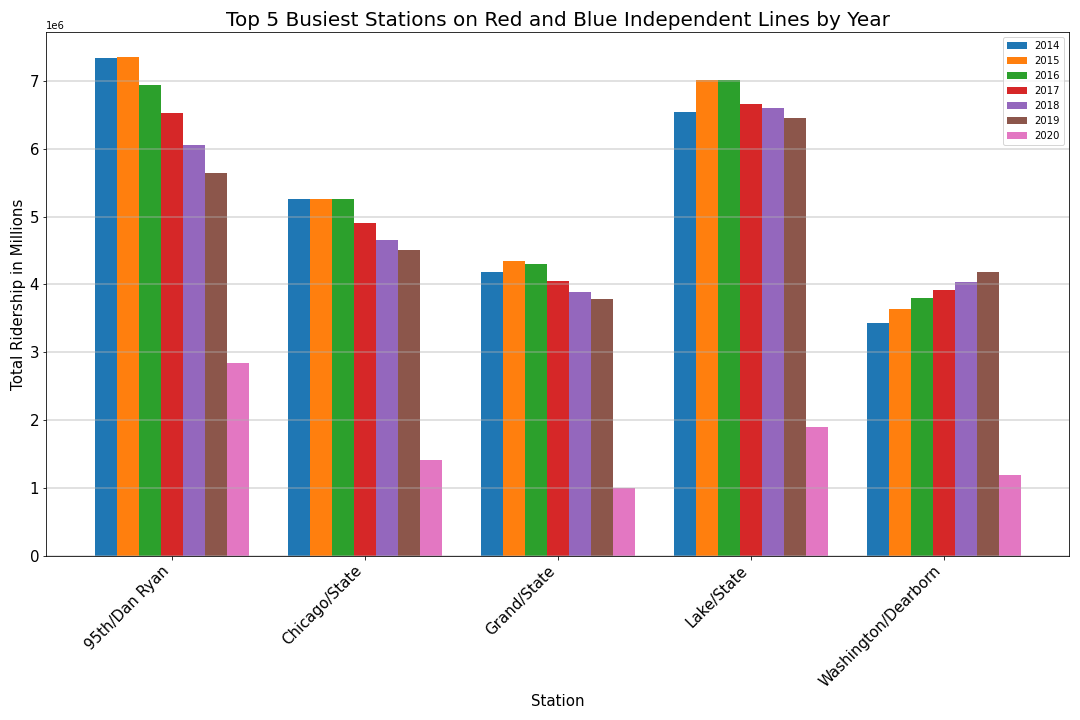 Top 5 Busiest Stations on Red and Blue Independent Lines by Year
1e6
7
6
5
4
3
2
1
0
Total Ridership in Millions
2014
2015
2016
2017
2018
2019
2020
95th/Dan Ryan
Chicago/State
Grand/State
Lake/State
Washington/Dearborn
Station